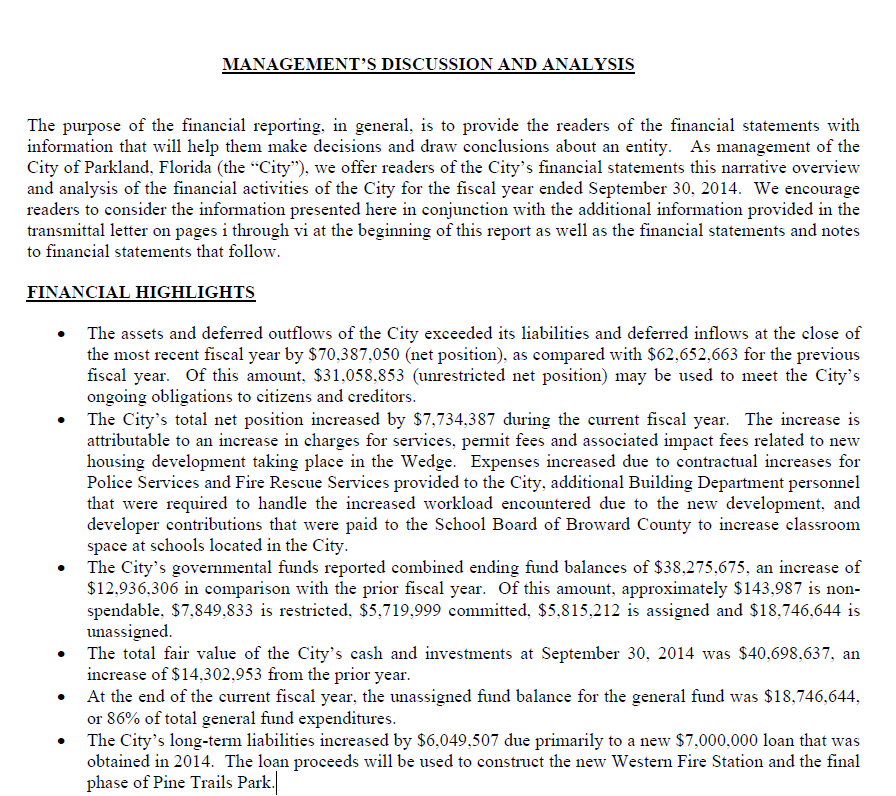 MANAGEMENT’S DISCUSSION AND ANALYSIS
The purpose of the financial reporting, in general, is to provide the readers of the financial statements with
information that will help them make decisions and draw conclusions about an entity. As management of the
City of Parkland, Florida (the “City”), we offer readers of the City’s financial statements this narrative overview
and analysis of the financial activities of the City for the fiscal year ended September 30, 2014. We encourage
readers to consider the information presented here in conjunction with the additional information provided in the
transmittal letter on pages i through vi at the beginning of this report as well as the financial statements and notes
to financial statements that follow.
FINANCIAL HIGHLIGHTS
• The assets and deferred outflows of the City exceeded its liabilities and deferred inflows at the close of
the most recent fiscal year by $70,387,050 (net position), as compared with $62,652,663 for the previous
fiscal year. Of this amount, $31,058,853 (unrestricted net position) may be used to meet the City’s
ongoing obligations to citizens and creditors.
• The City’s total net position increased by $7,734,387 during the current fiscal year. The increase is
attributable to an increase in charges for services, permit fees and associated impact fees related to new
housing development taking place in the Wedge. Expenses increased due to contractual increases for
Police Services and Fire Rescue Services provided to the City, additional Building Department personnel
that were required to handle the increased workload encountered due to the new development, and
developer contributions that were paid to the School Board of Broward County to increase classroom
space at schools located in the City.
• The City’s governmental funds reported combined ending fund balances of $38,275,675, an increase of
$12,936,306 in comparison with the prior fiscal year. Of this amount, approximately $143,987 is non-
spendable, $7,849,833 is restricted, $5,719,999 committed, $5,815,212 is assigned and $18,746,644 is
unassigned.
• The total fair value of the City’s cash and investments at September 30, 2014 was $40,698,637, an
increase of $14,302,953 from the prior year.
• At the end of the current fiscal year, the unassigned fund balance for the general fund was $18,746,644,
or 86% of total general fund expenditures.
• The City’s long-term liabilities increased by $6,049,507 due primarily to a new $7,000,000 loan that was
obtained in 2014. The loan proceeds will be used to construct the new Western Fire Station and the final
phase of Pine Trails Park.